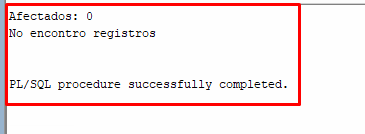 Afectados: 0
No encontro registros
PL/SQL procedure successfully completed.